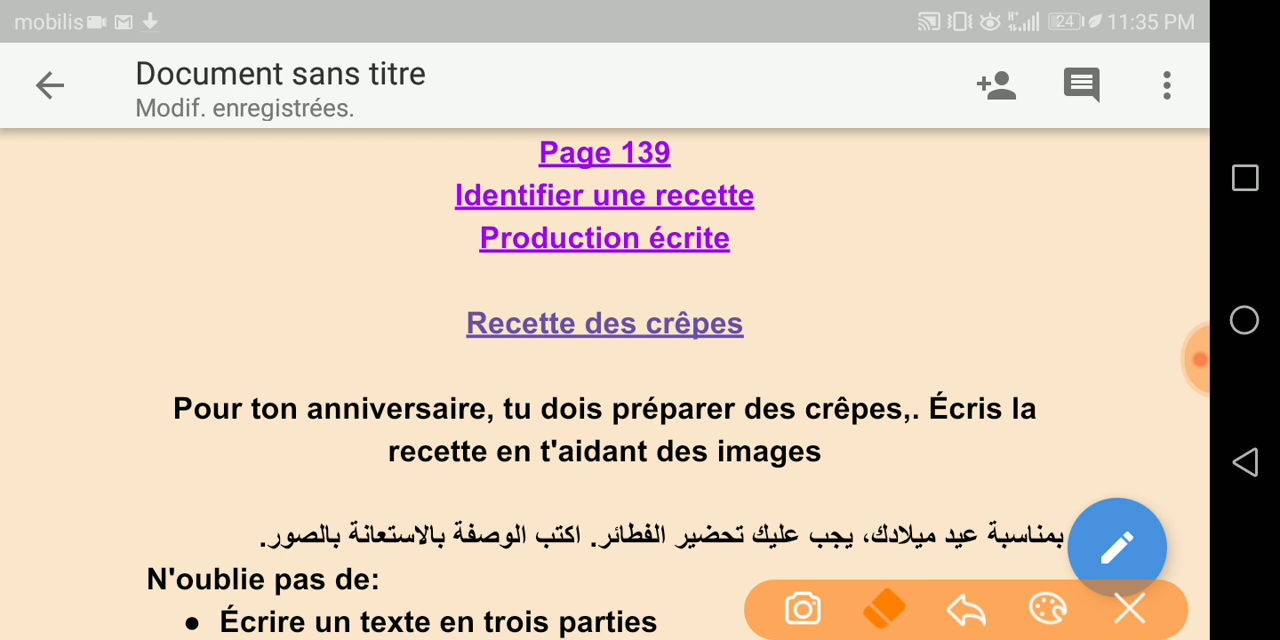 mobilis
24 11:35 PM
Document sans titre
Modif. enregistrées.
Page 139
Identifier une recette
Production écrite
Recette des crêpes
Pour ton anniversaire, tu dois préparer des crêpes,. Écris la
recette en t'aidant des images
بمناسبة عيد ميلادك، يجب عليك تحضير الفطائر. اكتب الوصفة بالاستعانة بالصور.
N'oublie pas de:
● Écrire un texte en trois parties